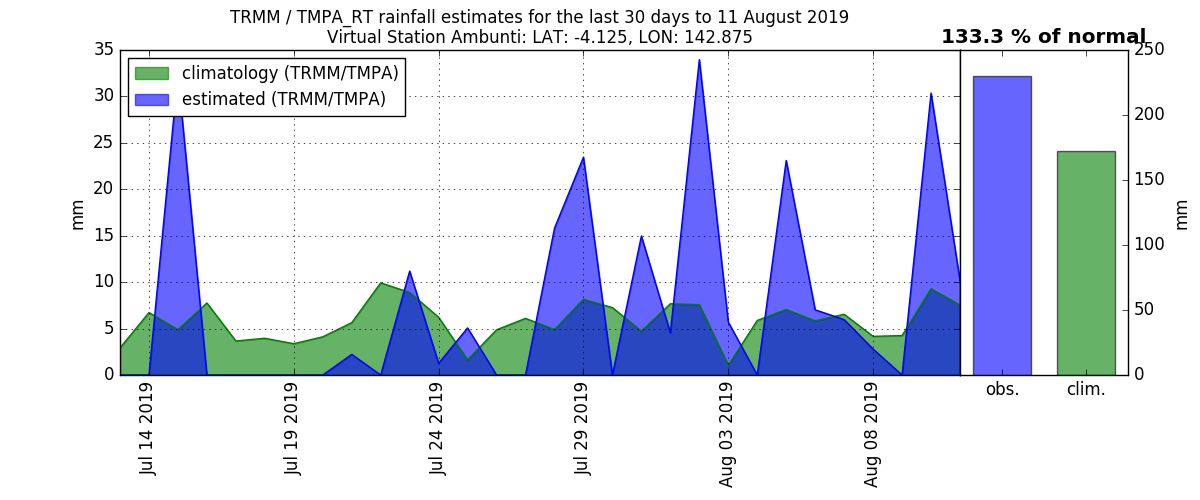 TRMM / TMPA_RT rainfall estimates for the last 30 days to 11 August 2019
Virtual Station Ambunti: LAT: -4.125, LON: 142.875
133.3 % of normal
climatology (TRMM/TMPA)
estimated (TRMM/TMPA)
35
30
25
20
15
10
5
0
mm
Jul 14 2019
Jul 19 2019
Jul 24 2019
Jul 29 2019
Aug 03 2019
Aug 08 2019
250
200
150
100
50
0
mm
obs.
clim.